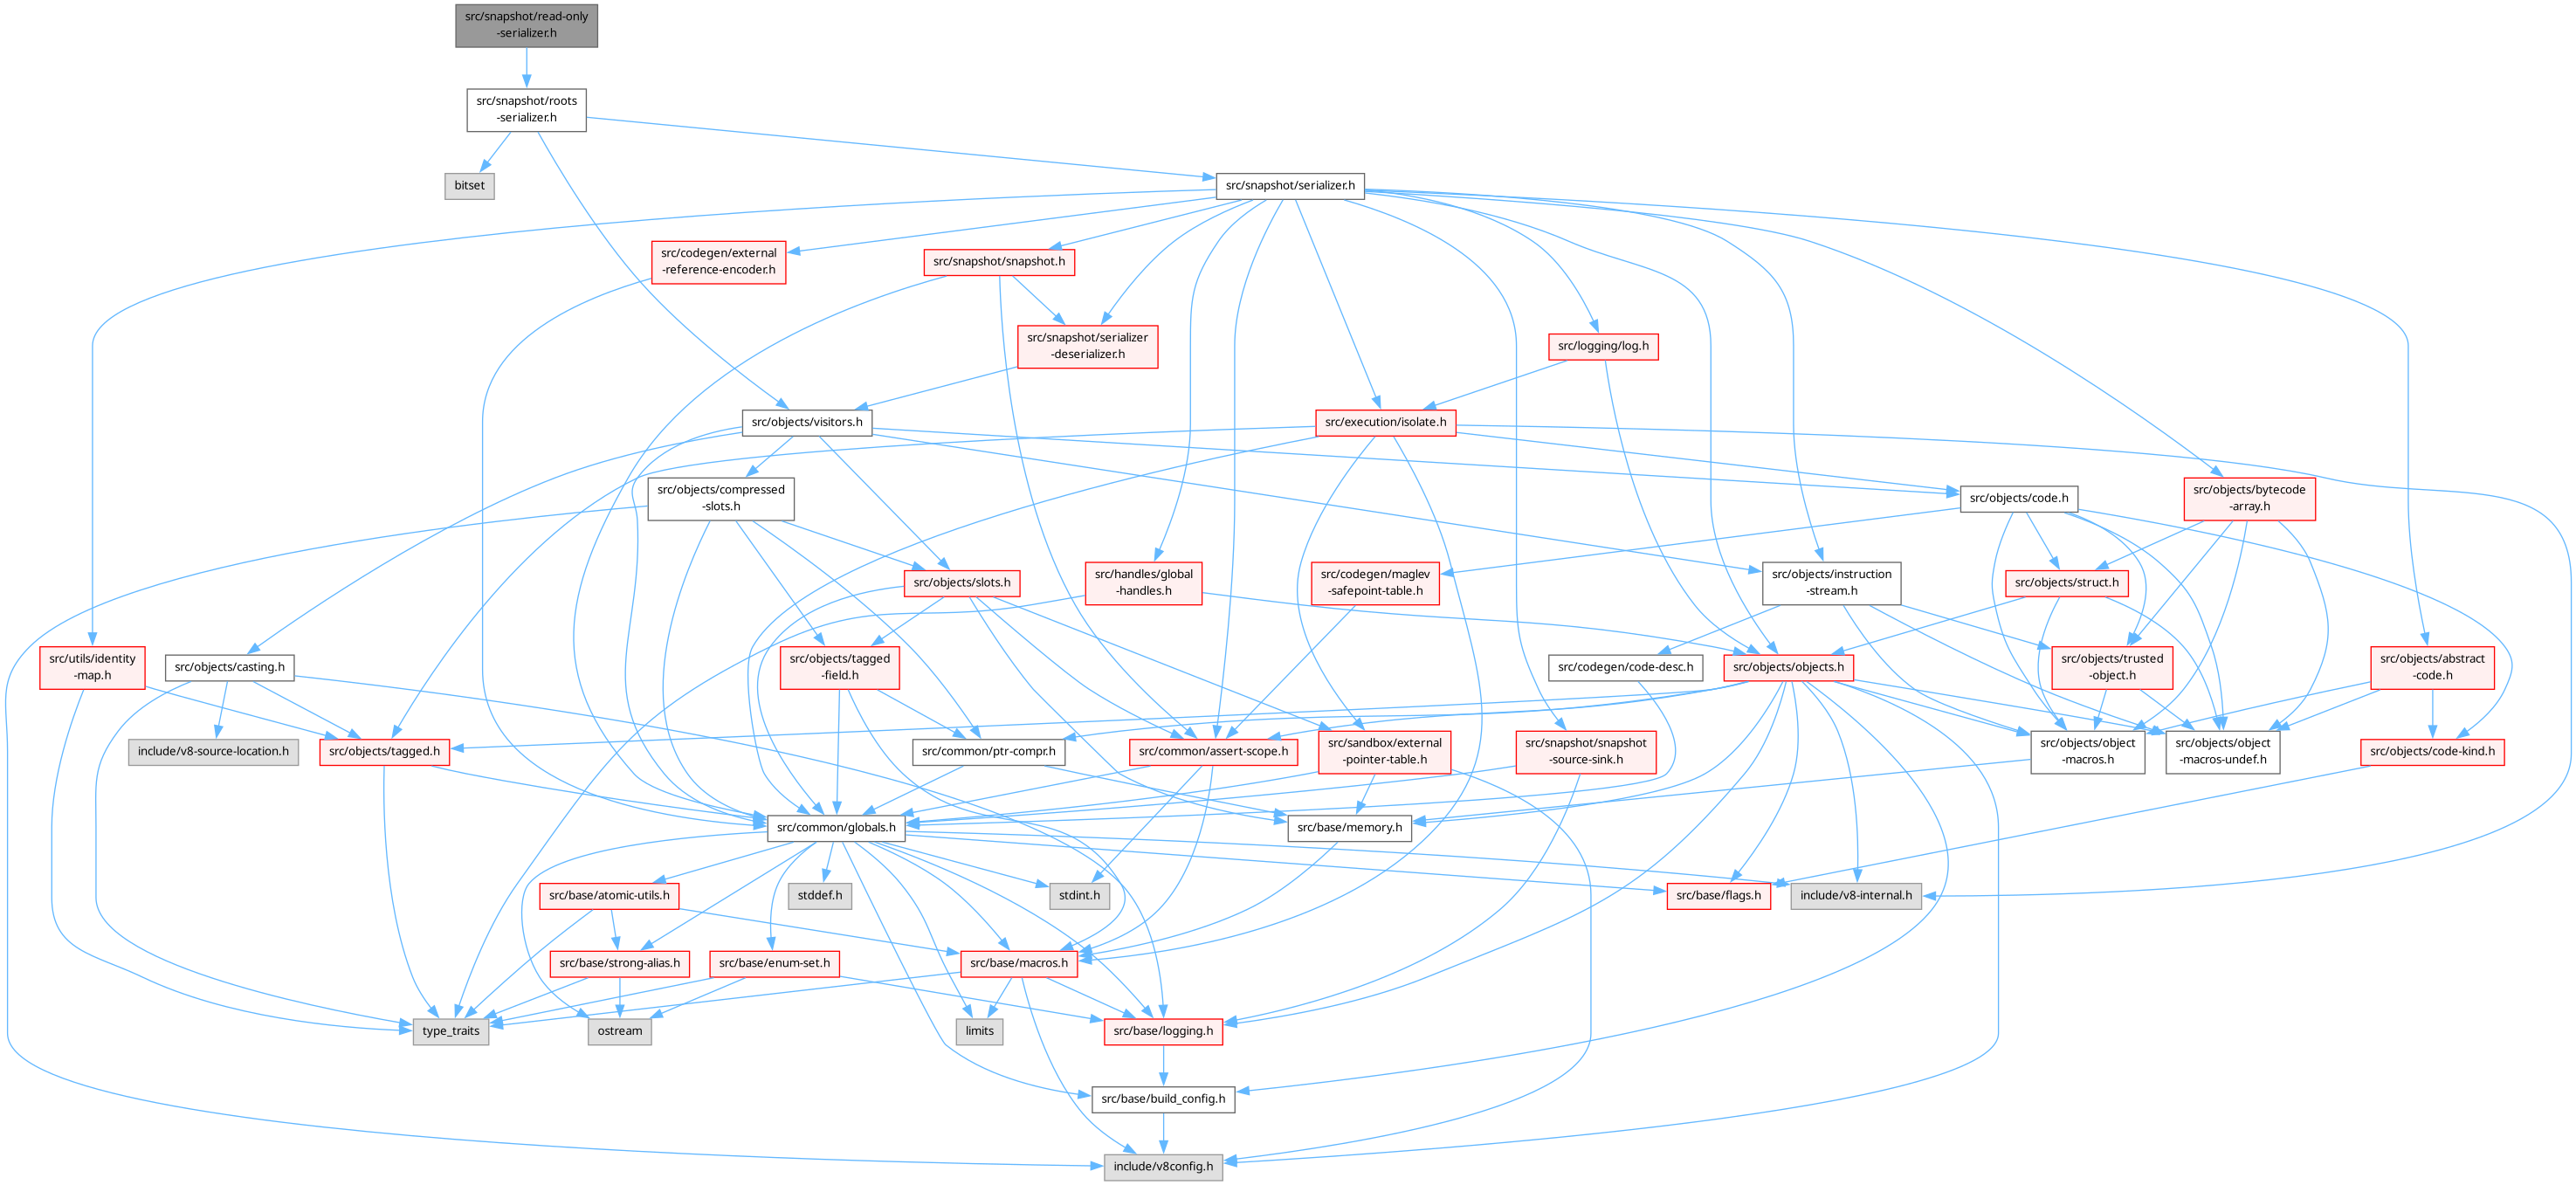 src/snapshot/read-only
-serializer.h
src/snapshot/roots
-serializer.h
bitset
src/snapshot/serializer.h
src/codegen/external
-reference-encoder.h
src/snapshot/snapshot.h
src/snapshot/serializer
-deserializer.h
src/logging/log.h
src/objects/visitors.h
src/execution/isolate.h
src/objects/compressed
-slots.h
src/objects/code.h
src/objects/bytecode
-array.h
src/objects/slots.h
src/handles/global
-handles.h
src/codegen/maglev
-safepoint-table.h
src/objects/instruction
-stream.h
src/objects/struct.h
src/utils/identity
-map.h
src/objects/casting.h
src/objects/tagged
-field.h
src/codegen/code-desc.h
src/objects/objects.h
src/objects/trusted
-object.h
src/objects/abstract
-code.h
include/v8-source-location.h
src/objects/tagged.h
src/common/ptr-compr.h
src/common/assert-scope.h
src/sandbox/external
-pointer-table.h
src/snapshot/snapshot
-source-sink.h
src/objects/object
-macros.h
src/objects/object
-macros-undef.h
src/objects/code-kind.h
src/common/globals.h
src/base/memory.h
src/base/atomic-utils.h
stddef.h
stdint.h
src/base/flags.h
include/v8-internal.h
src/base/strong-alias.h
src/base/enum-set.h
src/base/macros.h
type_traits
ostream
limits
src/base/logging.h
src/base/build_config.h
include/v8config.h